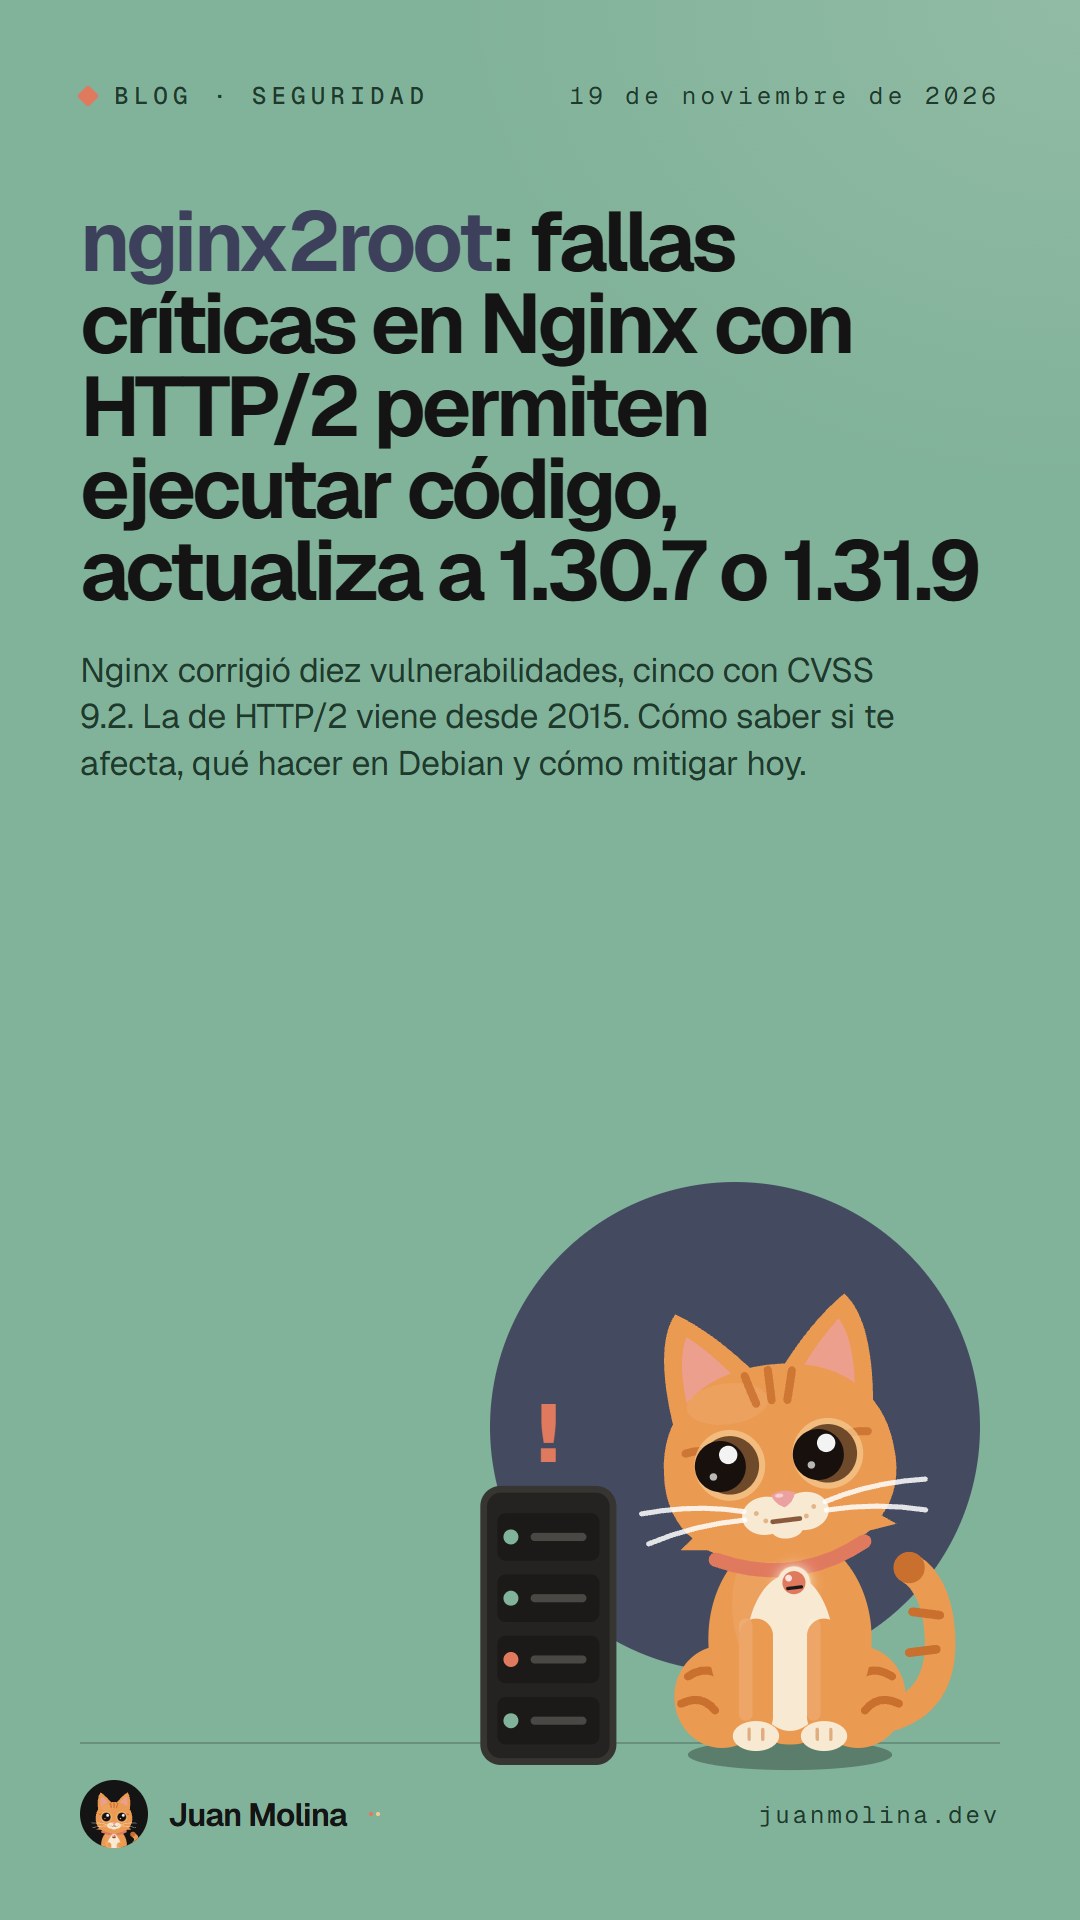 BLOG · SEGURIDAD
19 de noviembre de 2026
nginx2root: fallas
críticas en Nginx con
HTTP/2 permiten
ejecutar código,
actualiza a 1.30.7 o 1.31.9
Nginx corrigió diez vulnerabilidades, cinco con CVSS
9.2. La de HTTP/2 viene desde 2015. Cómo saber si te
afecta, qué hacer en Debian y cómo mitigar hoy.
!
Juan Molina
juanmolina.dev